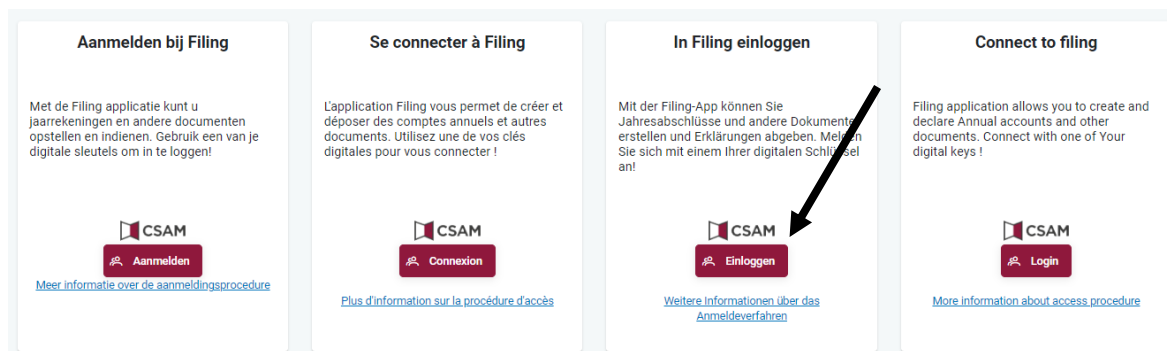 Aanmelden bij Filing
Met de Filing applicatie kunt u
jaarrekeningen en andere documenten
opstellen en indienen. Gebruik een van je
digitale sleutels om in te loggen!
CSAM
Aanmelden
Meer informatie over de aanmeldingsprocedure
Se connecter à Filing
L'application Filing vous permet de créer et
déposer des comptes annuels et autres
documents. Utilisez une de vos clés
digitales pour vous connecter !
CSAM
Connexion
Plus d'information sur la procédure d'accès
In Filing einloggen
Mit der Filing-App können Sie
Jahresabschlüsse und andere Dokumente
erstellen und Erklärungen abgeben. Melden
Sie sich mit einem Ihrer digitalen Schlüssel
an!
CSAM
Einloggen
Weitere Informationen über das
Anmeldeverfahren
Connect to filing
Filing application allows you to create and
declare Annual accounts and other
documents. Connect with one of Your
digital keys !
CSAM
Login
More information about access procedure